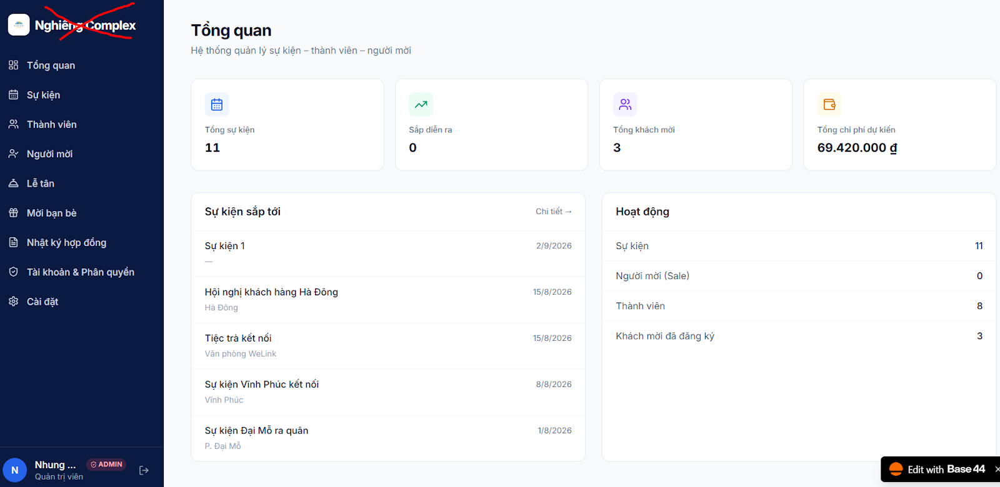 Nghiêng Complex
Tổng quan
Sự kiện
Thành viên
Người mời
Lễ tân
Mời bạn bè
Nhật ký hợp đồng
Tài khoản & Phân quyền
Cài đặt
N
Nhung ...
ADMIN
Quản trị viên
Tổng quan
Hệ thống quản lý sự kiện – thành viên – người mời
Tổng sự kiện
11
Sắp diễn ra
0
Tổng khách mời
3
Tổng chi phí dự kiến
69.420.000 ₫
Sự kiện sắp tới
Chi tiết →
Sự kiện 1
2/9/2026
—
Hội nghị khách hàng Hà Đông
15/8/2026
Hà Đông
Tiệc trà kết nối
15/8/2026
Văn phòng WeLink
Sự kiện Vĩnh Phúc kết nối
8/8/2026
Vĩnh Phúc
Sự kiện Đại Mỗ ra quân
1/8/2026
P. Đại Mỗ
Hoạt động
Sự kiện
11
Người mời (Sale)
0
Thành viên
8
Khách mời đã đăng ký
3
Edit with Base44